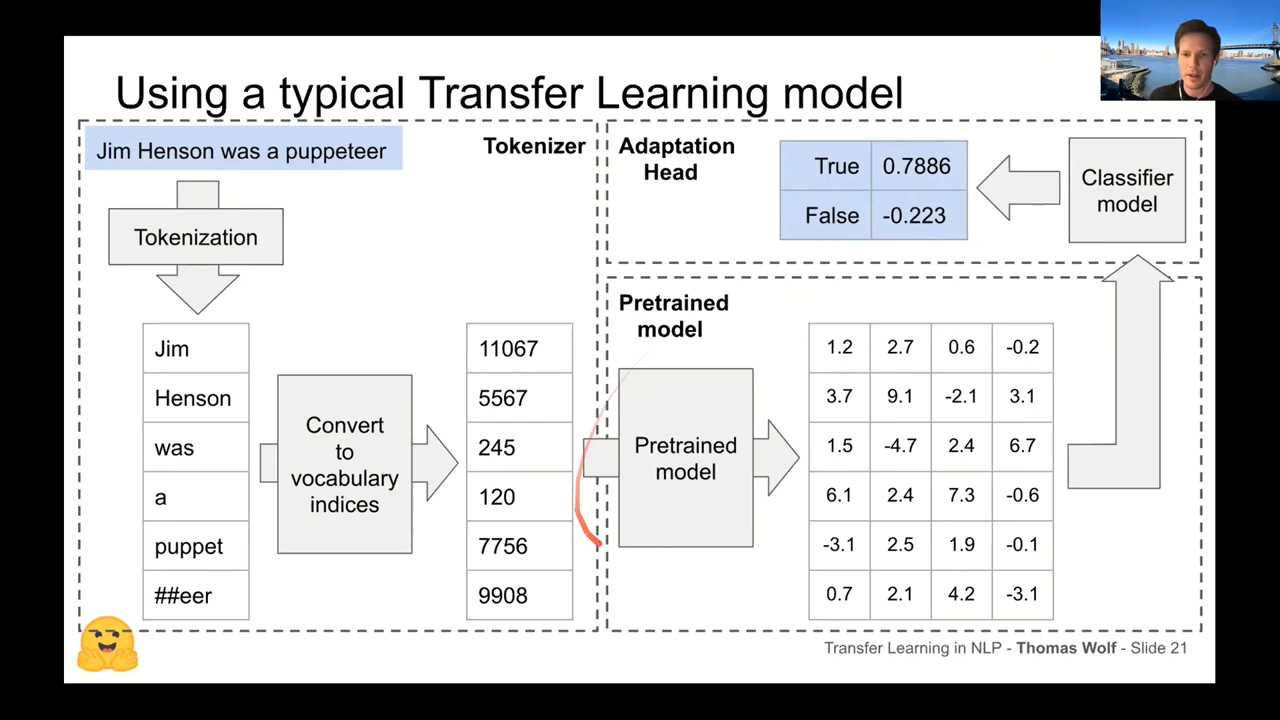 Using a typical Transfer Learning model
Jim Henson was a puppeteer
Tokenizer
Tokenization
Jim
Henson
was
a
puppet
##eer
Convert
to
vocabulary
indices
11067
5567
245
120
7756
9908
Adaptation
Head
True 0.7886
False -0.223
Classifier
model
Pretrained
model
Pretrained
model
1.2 2.7 0.6 -0.2
3.7 9.1 -2.1 3.1
1.5 -4.7 2.4 6.7
6.1 2.4 7.3 -0.6
-3.1 2.5 1.9 -0.1
0.7 2.1 4.2 -3.1
Transfer Learning in NLP - Thomas Wolf - Slide 21